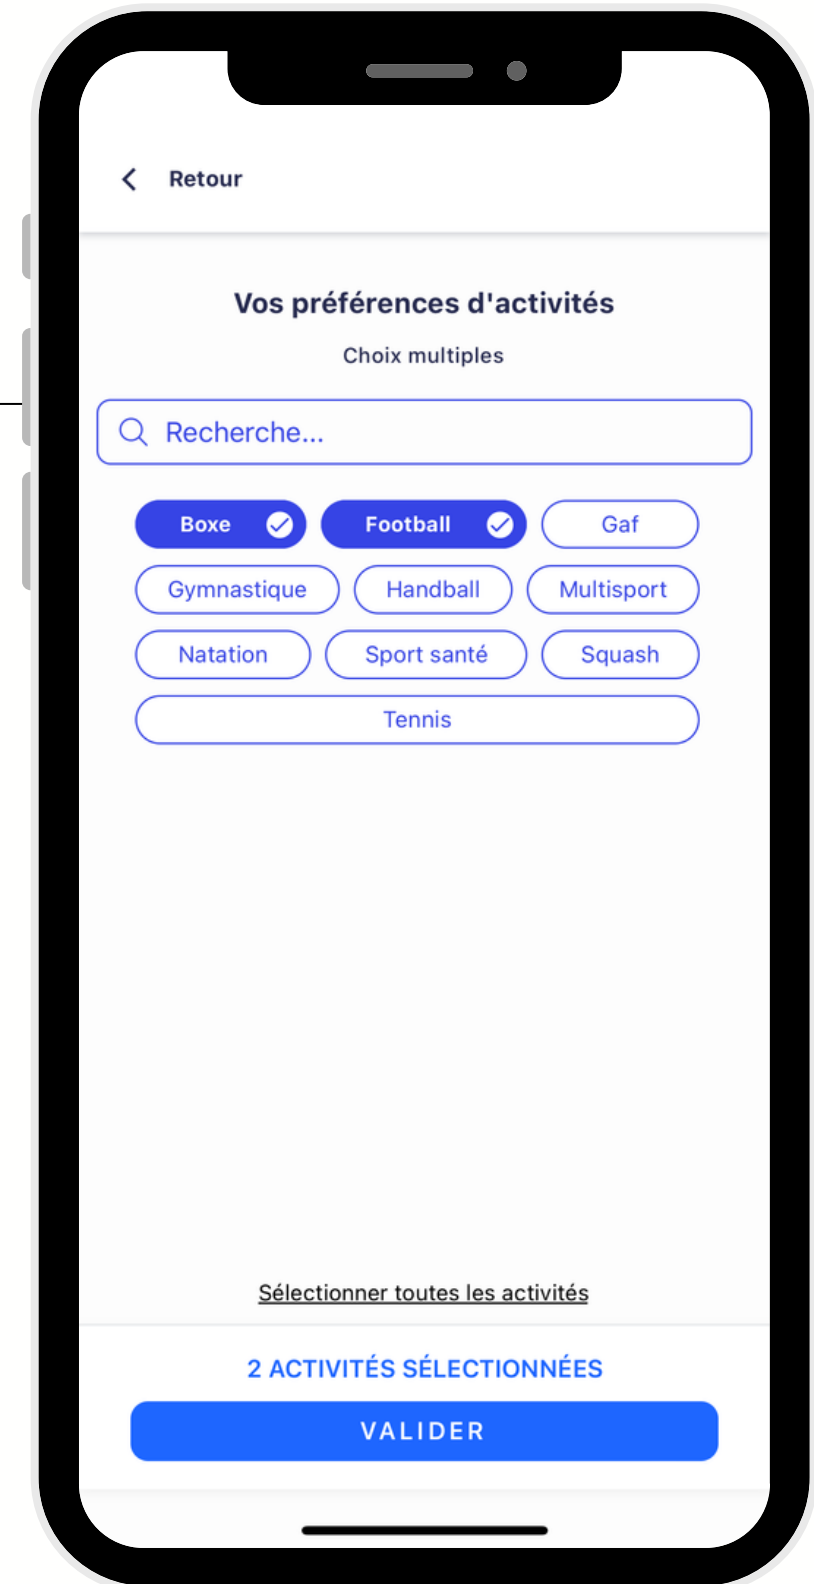 Retour
Vos préférences d'activités
Choix multiples
Recherche...
Boxe Football Gaf
Gymnastique Handball Multisport
Natation Sport santé Squash
Tennis
Sélectionner toutes les activités
2 ACTIVITÉS SÉLECTIONNÉES
VALIDER